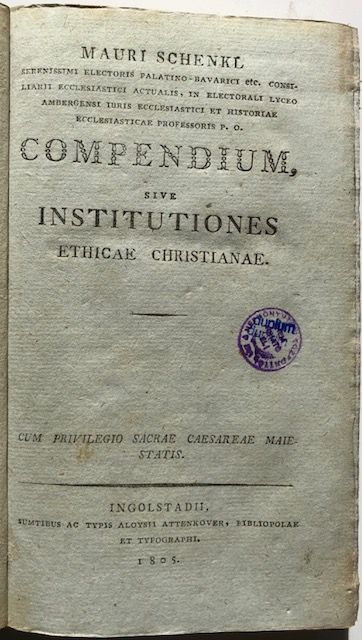 MAURI SCHENKL
SERENISSIMI ELECTORIS PALATINO-BAVARICI etc. CONSI-
LIARII ECCLESIASTICI ACTUALIS, IN ELECTORALI LYCEO
AMBERGENSI IURIS ECCLESIASTICI ET HISTORIAE
ECCLESIASTICAE PROFESSORIS P. O.
COMPENDIUM,
SIVE
INSTITUTIONES
ETHICAE CHRISTIANAE.
duplum
CUM PRIVILEGIO SACRAE CAESAREAE MAIE-
STATIS.
INGOLSTADII,
SUMTIBUS AC TYPIS ALOYSII ATTENKOVER, BIBLIOPOLAE
ET TYPOGRAPHI.
1805.